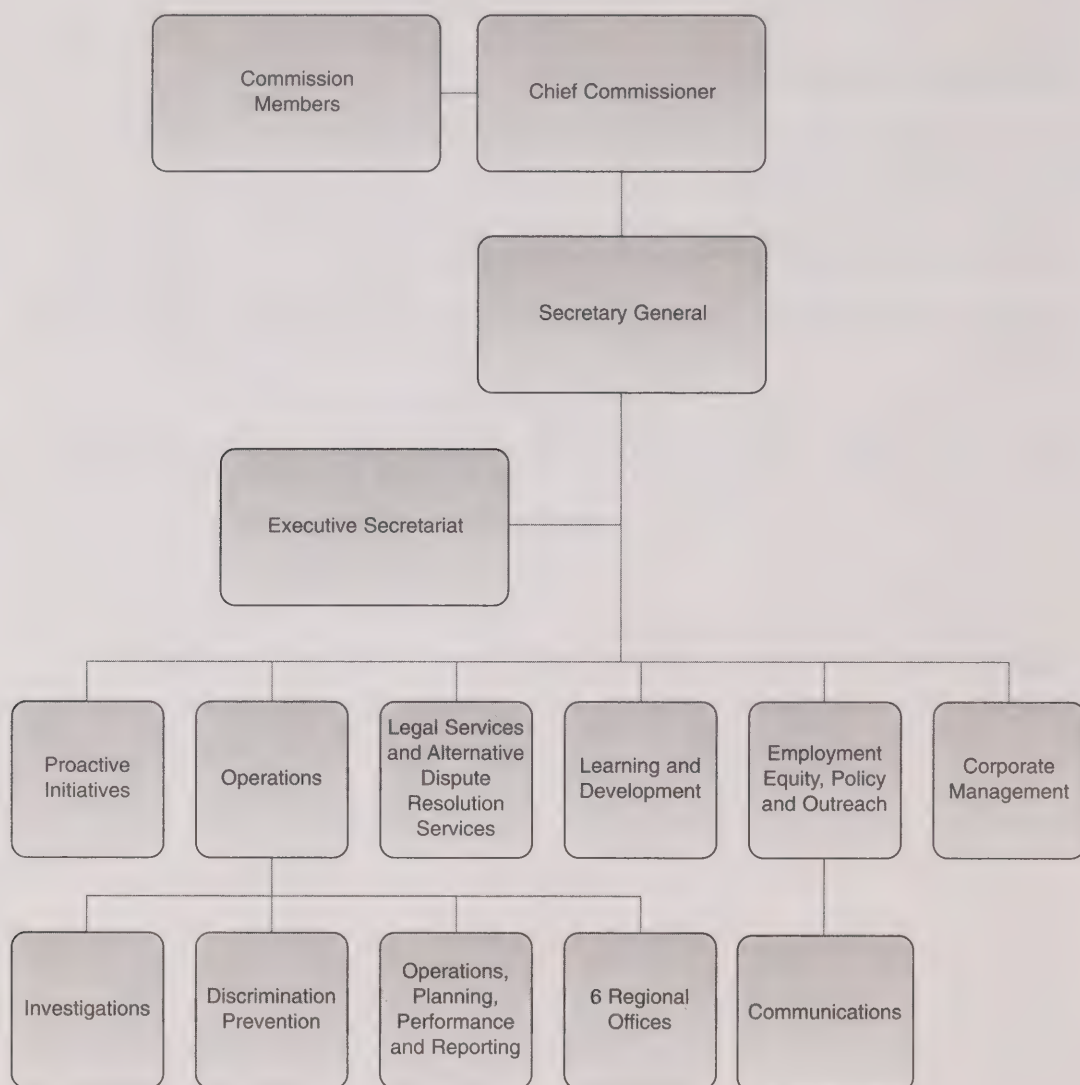 Commission
Members
Chief Commissioner
Secretary General
Executive Secretariat
Proactive
Initiatives
Operations
Legal Services
and Alternative
Dispute
Resolution
Services
Learning and
Development
Employment
Equity, Policy
and Outreach
Corporate
Management
Investigations
Discrimination
Prevention
Operations,
Planning,
Performance
and Reporting
6 Regional
Offices
Communications